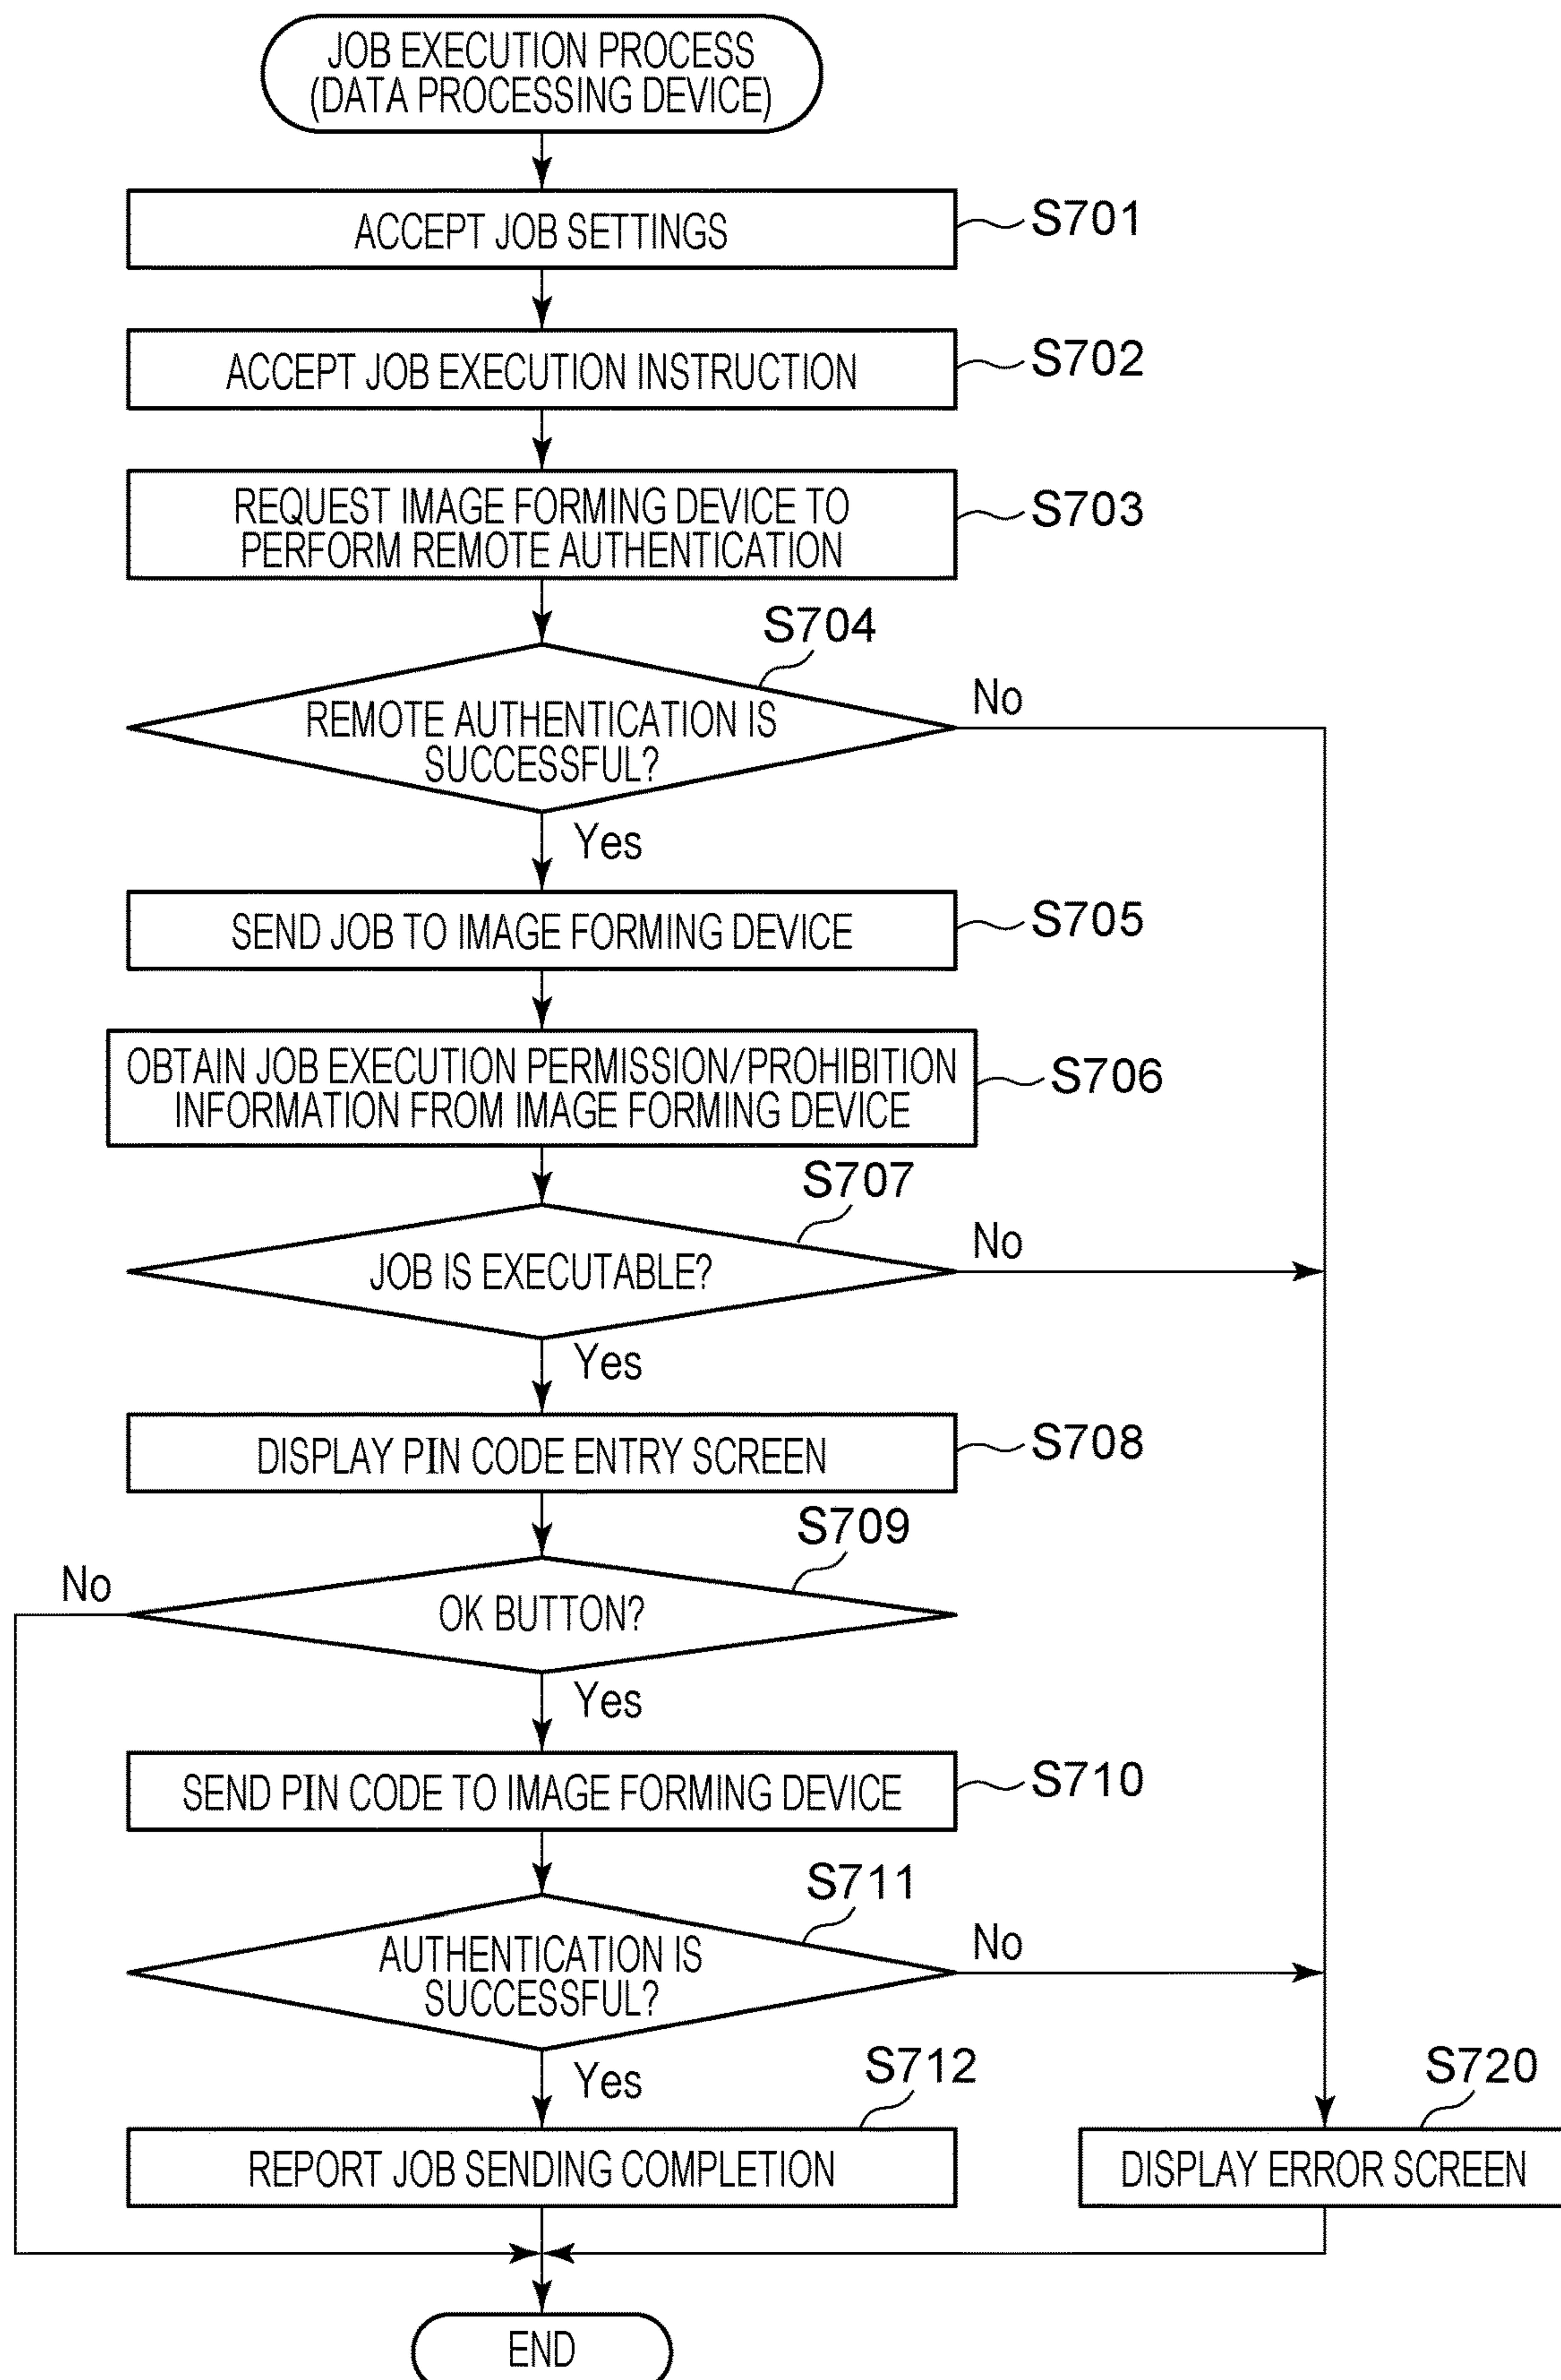 JOB EXECUTION PROCESS
(DATA PROCESSING DEVICE)
ACCEPT JOB SETTINGS
S701
ACCEPT JOB EXECUTION INSTRUCTION
S702
REQUEST IMAGE FORMING DEVICE TO
PERFORM REMOTE AUTHENTICATION
S703
S704
REMOTE AUTHENTICATION IS
SUCCESSFUL?
No
Yes
SEND JOB TO IMAGE FORMING DEVICE
S705
OBTAIN JOB EXECUTION PERMISSION/PROHIBITION
INFORMATION FROM IMAGE FORMING DEVICE
S706
S707
JOB IS EXECUTABLE?
No
Yes
DISPLAY PIN CODE ENTRY SCREEN
S708
S709
No
OK BUTTON?
Yes
SEND PIN CODE TO IMAGE FORMING DEVICE
S710
S711
AUTHENTICATION IS
SUCCESSFUL?
No
Yes
S712
REPORT JOB SENDING COMPLETION
S720
DISPLAY ERROR SCREEN
END